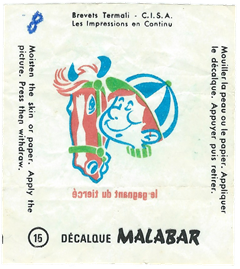 8
Brevets Termali - C.I.S.A.
Les Impressions en Continu
Mouiller la peau ou le papier. Appliquer
le décalque. Appuyer puis retirer.
Moisten the skin or paper. Apply the
picture. Press then withdraw.
le gagnant du tiercé
15 DÉCALQUE MALABAR